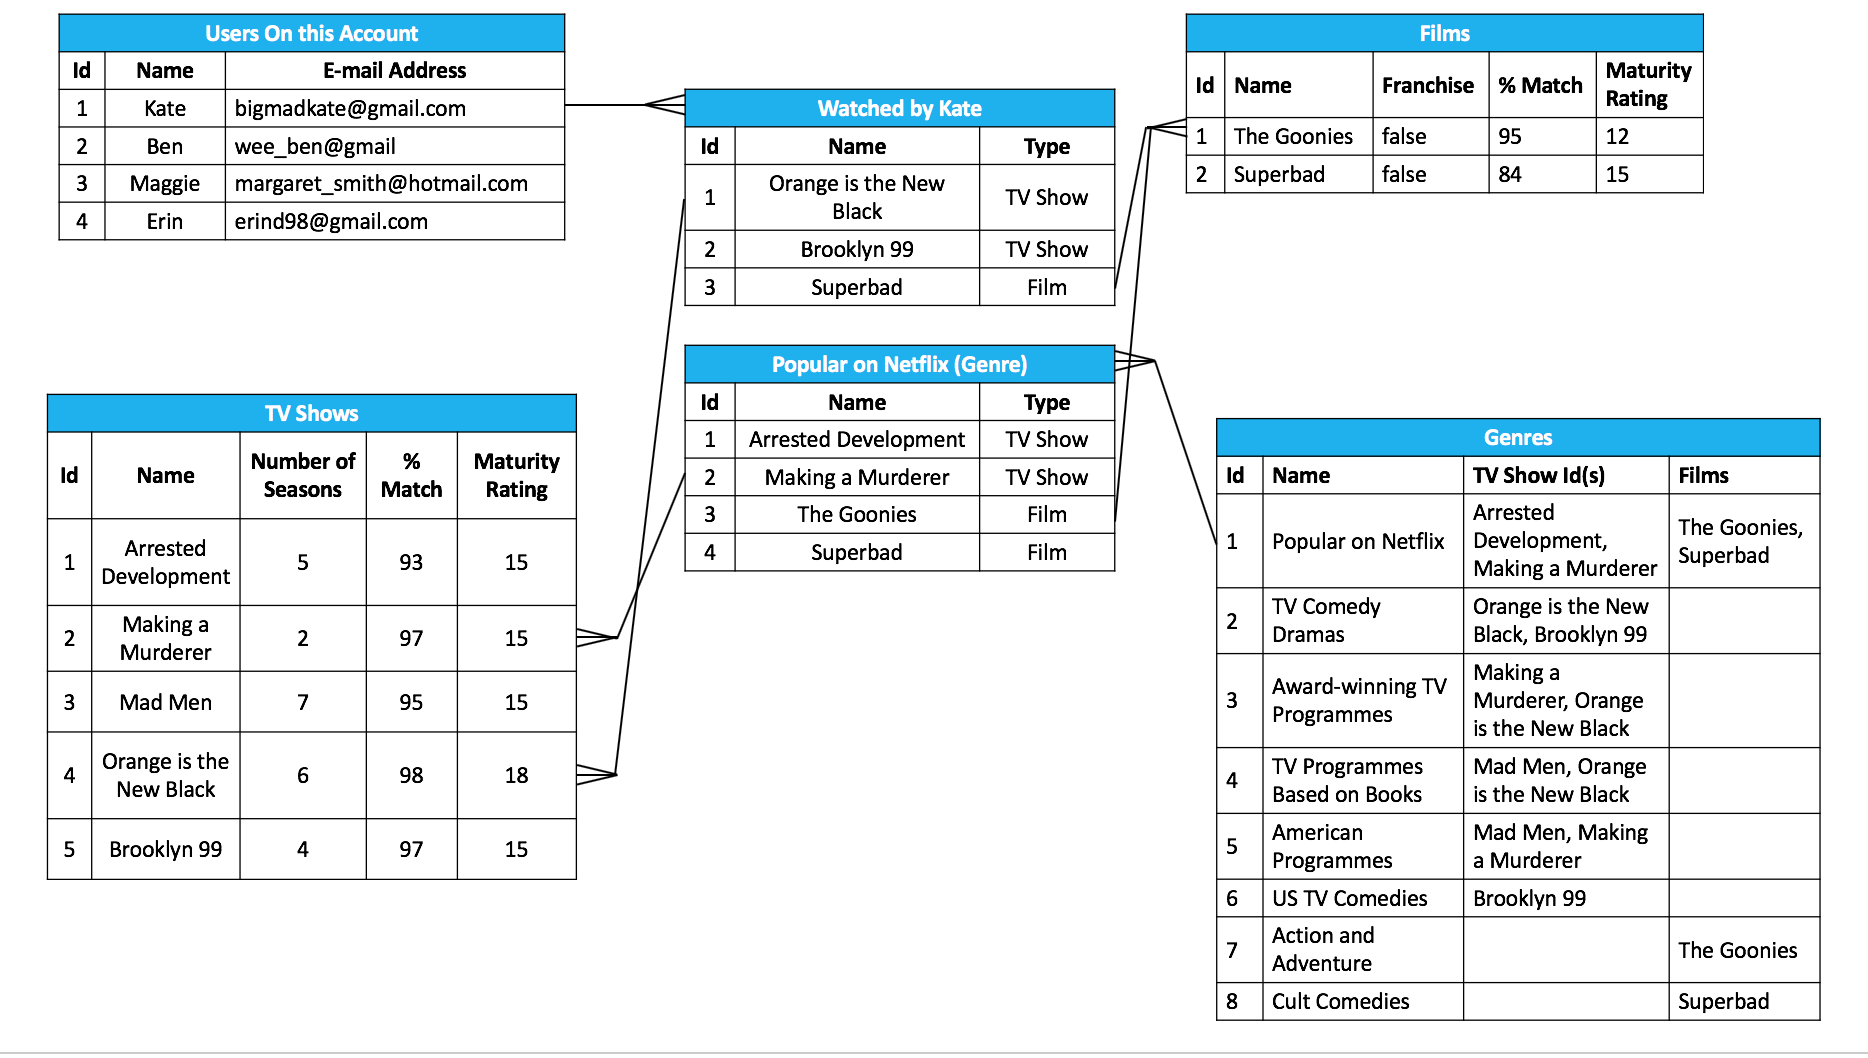 Users On this Account
Id Name E-mail Address
1 Kate bigmadkate@gmail.com
2 Ben wee_ben@gmail
3 Maggie margaret_smith@hotmail.com
4 Erin erind98@gmail.com
Watched by Kate
Id Name Type
1 Orange is the New
Black TV Show
2 Brooklyn 99 TV Show
3 Superbad Film
Films
Id Name Franchise % Match Maturity
Rating
1 The Goonies false 95 12
2 Superbad false 84 15
Popular on Netflix (Genre)
Id Name Type
1 Arrested Development TV Show
2 Making a Murderer TV Show
3 The Goonies Film
4 Superbad Film
TV Shows
Id Name Number of
Seasons %
Match Maturity
Rating
1 Arrested
Development 5 93 15
2 Making a
Murderer 2 97 15
3 Mad Men 7 95 15
4 Orange is the
New Black 6 98 18
5 Brooklyn 99 4 97 15
Genres
Id Name TV Show Id(s) Films
1 Popular on Netflix Arrested
Development,
Making a Murderer The Goonies,
Superbad
2 TV Comedy
Dramas Orange is the New
Black, Brooklyn 99
3 Award-winning TV
Programmes Making a
Murderer, Orange
is the New Black
4 TV Programmes
Based on Books Mad Men, Orange
is the New Black
5 American
Programmes Mad Men, Making
a Murderer
6 US TV Comedies Brooklyn 99
7 Action and
Adventure The Goonies
8 Cult Comedies Superbad